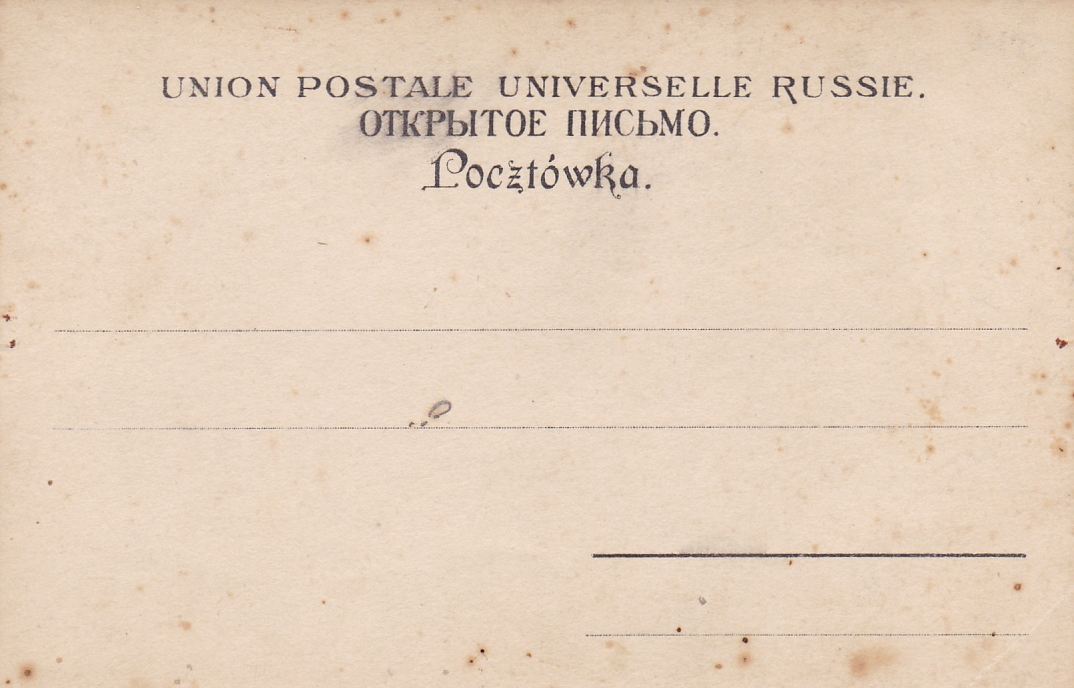 UNION POSTALE UNIVERSELLE RUSSIE.
ОТКРЫТОЕ ПИСЬМО.
Pocztówka.